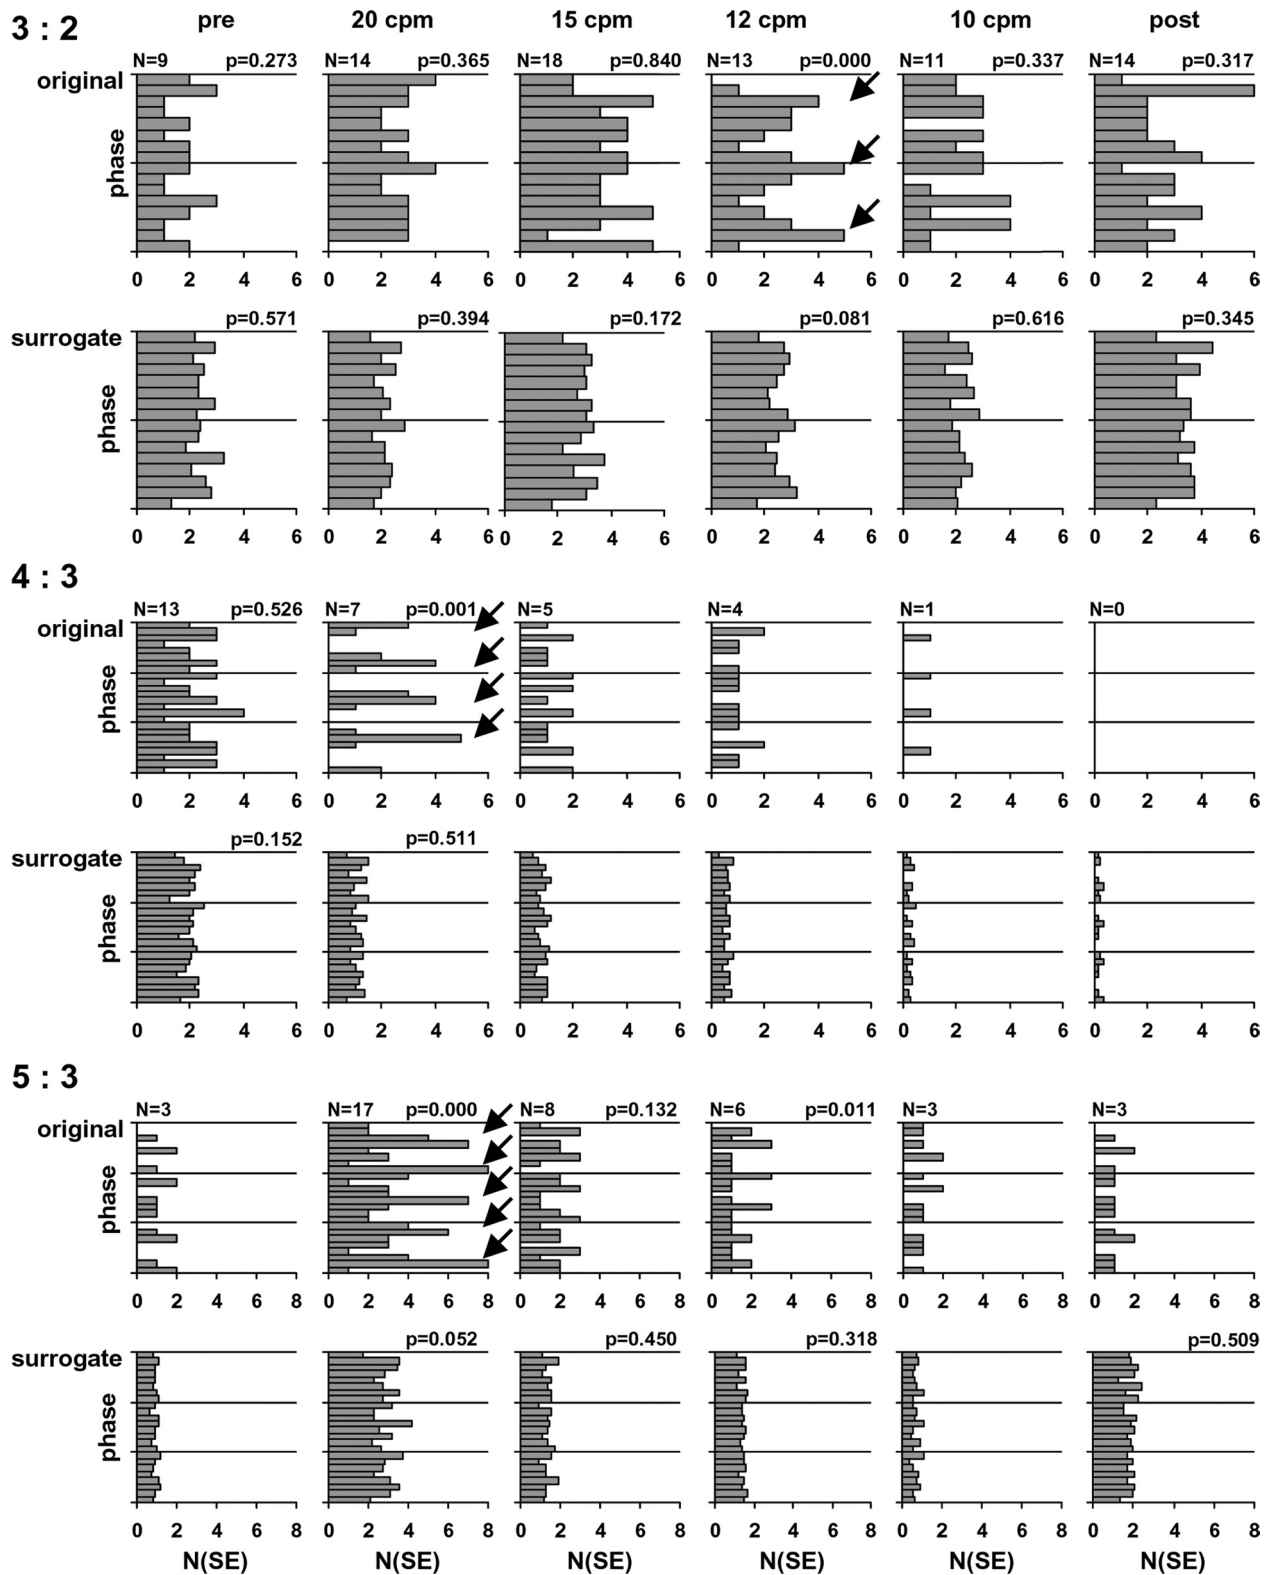 3 : 2 pre 20 cpm 15 cpm 12 cpm 10 cpm post
N=9 p=0.273 N=14 p=0.365 N=18 p=0.840 N=13 p=0.000 N=11 p=0.337 N=14 p=0.317
original
phase
0 2 4 6 0 2 4 6 0 2 4 6 0 2 4 6 0 2 4 6 0 2 4 6
p=0.571 p=0.394 p=0.172 p=0.081 p=0.616 p=0.345
surrogate
phase
0 2 4 6 0 2 4 6 0 2 4 6 0 2 4 6 0 2 4 6 0 2 4 6
4 : 3
N=13 p=0.526 N=7 p=0.001 N=5 N=4 N=1 N=0
original
phase
0 2 4 6 0 2 4 6 0 2 4 6 0 2 4 6 0 2 4 6 0 2 4 6
p=0.152 p=0.511
surrogate
phase
0 2 4 6 0 2 4 6 0 2 4 6 0 2 4 6 0 2 4 6 0 2 4 6
5 : 3
N=3 N=17 p=0.000 N=8 p=0.132 N=6 p=0.011 N=3 N=3
original
phase
0 2 4 6 8 0 2 4 6 8 0 2 4 6 8 0 2 4 6 8 0 2 4 6 8 0 2 4 6 8
p=0.052 p=0.450 p=0.318 p=0.509
surrogate
phase
0 2 4 6 8 0 2 4 6 8 0 2 4 6 8 0 2 4 6 8 0 2 4 6 8 0 2 4 6 8
N(SE) N(SE) N(SE) N(SE) N(SE) N(SE)